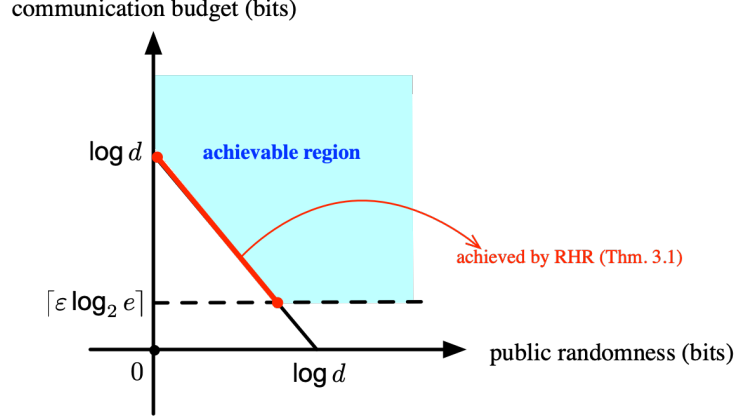 communication budget (bits)
log d
achievable region
achieved by RHR (Thm. 3.1)
⌈ε log₂ e⌉
public randomness (bits)
0
log d